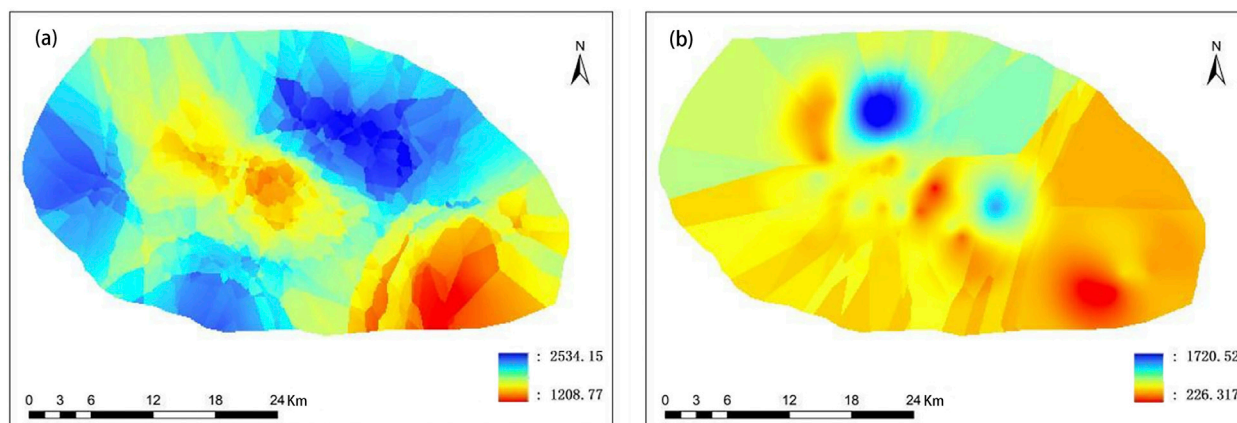 (a)
N
: 2534.15
: 1208.77
0 3 6 12 18 24 Km
(b)
N
: 1720.52
: 226.317
0 3 6 12 18 24 Km